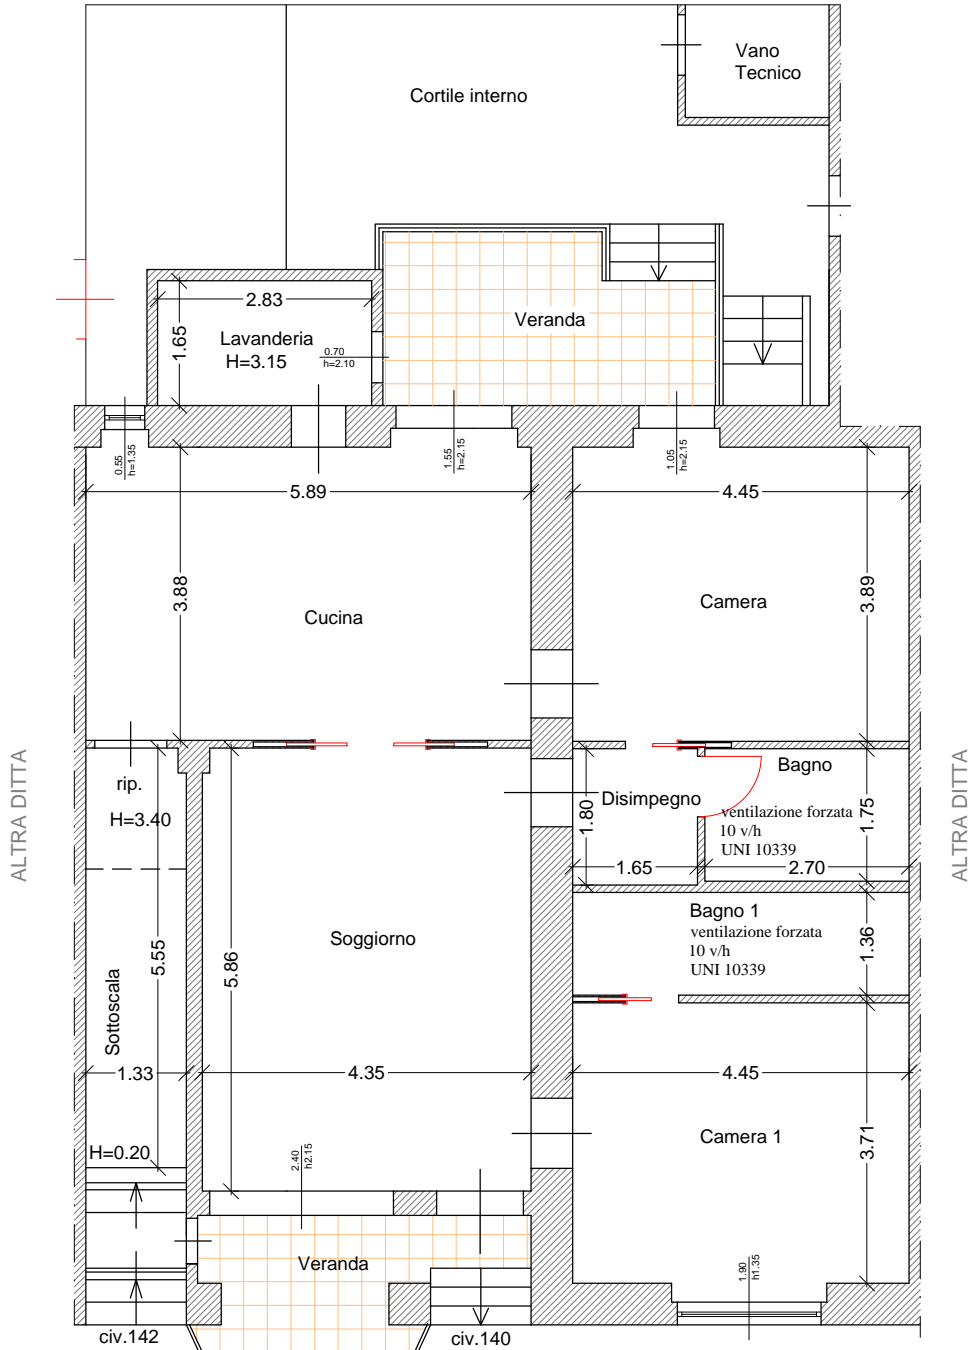 Vano
Tecnico
Cortile interno
2.83
1.65
Lavanderia
H=3.15
0.70
h=2.10
Veranda
0.55
h=1.35
1.55
h=2.15
1.05
h=2.15
5.89
4.45
3.88
3.89
Cucina
Camera
ALTRA DITTA
ALTRA DITTA
rip.
H=3.40
Disimpegno
1.80
1.65
Bagno
ventilazione forzata
10 v/h
UNI 10339
1.75
2.70
Bagno 1
ventilazione forzata
10 v/h
UNI 10339
1.36
Soggiorno
5.55
5.86
Sottoscala
1.33
4.35
4.45
Camera 1
3.71
H=0.20
2.40
h2.15
Veranda
1.90
h1.35
civ.142
civ.140